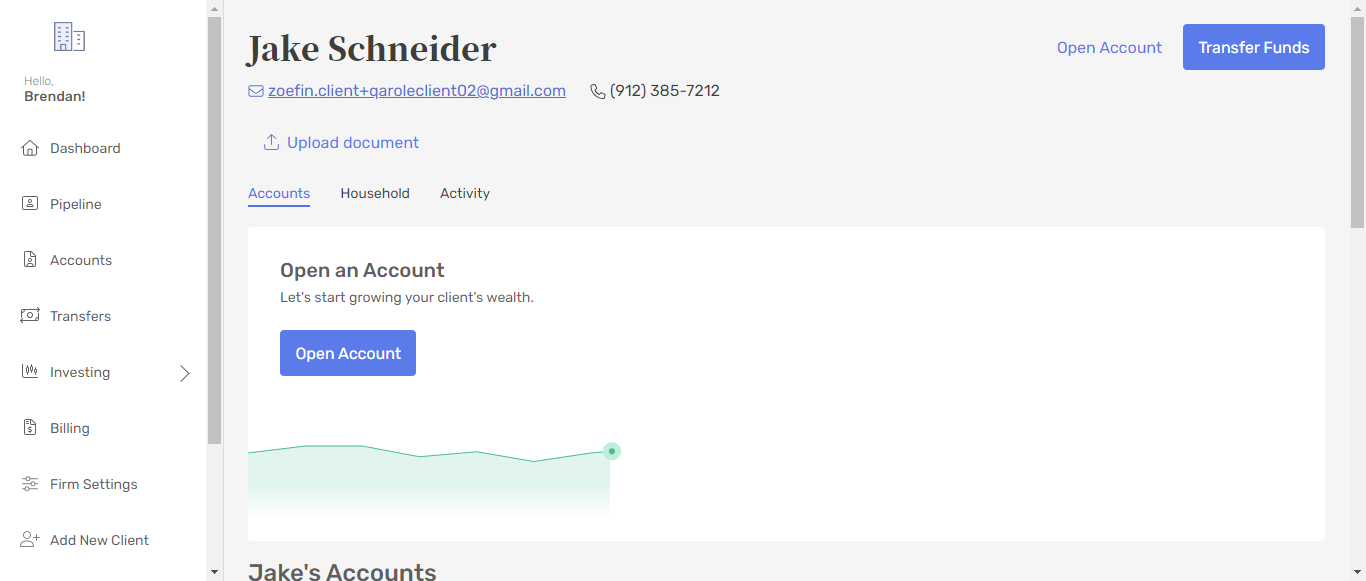 Hello,
Brendan!
Dashboard
Pipeline
Accounts
Transfers
Investing
Billing
Firm Settings
Add New Client
Jake Schneider
Open Account
Transfer Funds
zoefin.client+qaroleclient02@gmail.com
(912) 385-7212
Upload document
Accounts Household Activity
Open an Account
Let's start growing your client's wealth.
Open Account
Jake's Accounts